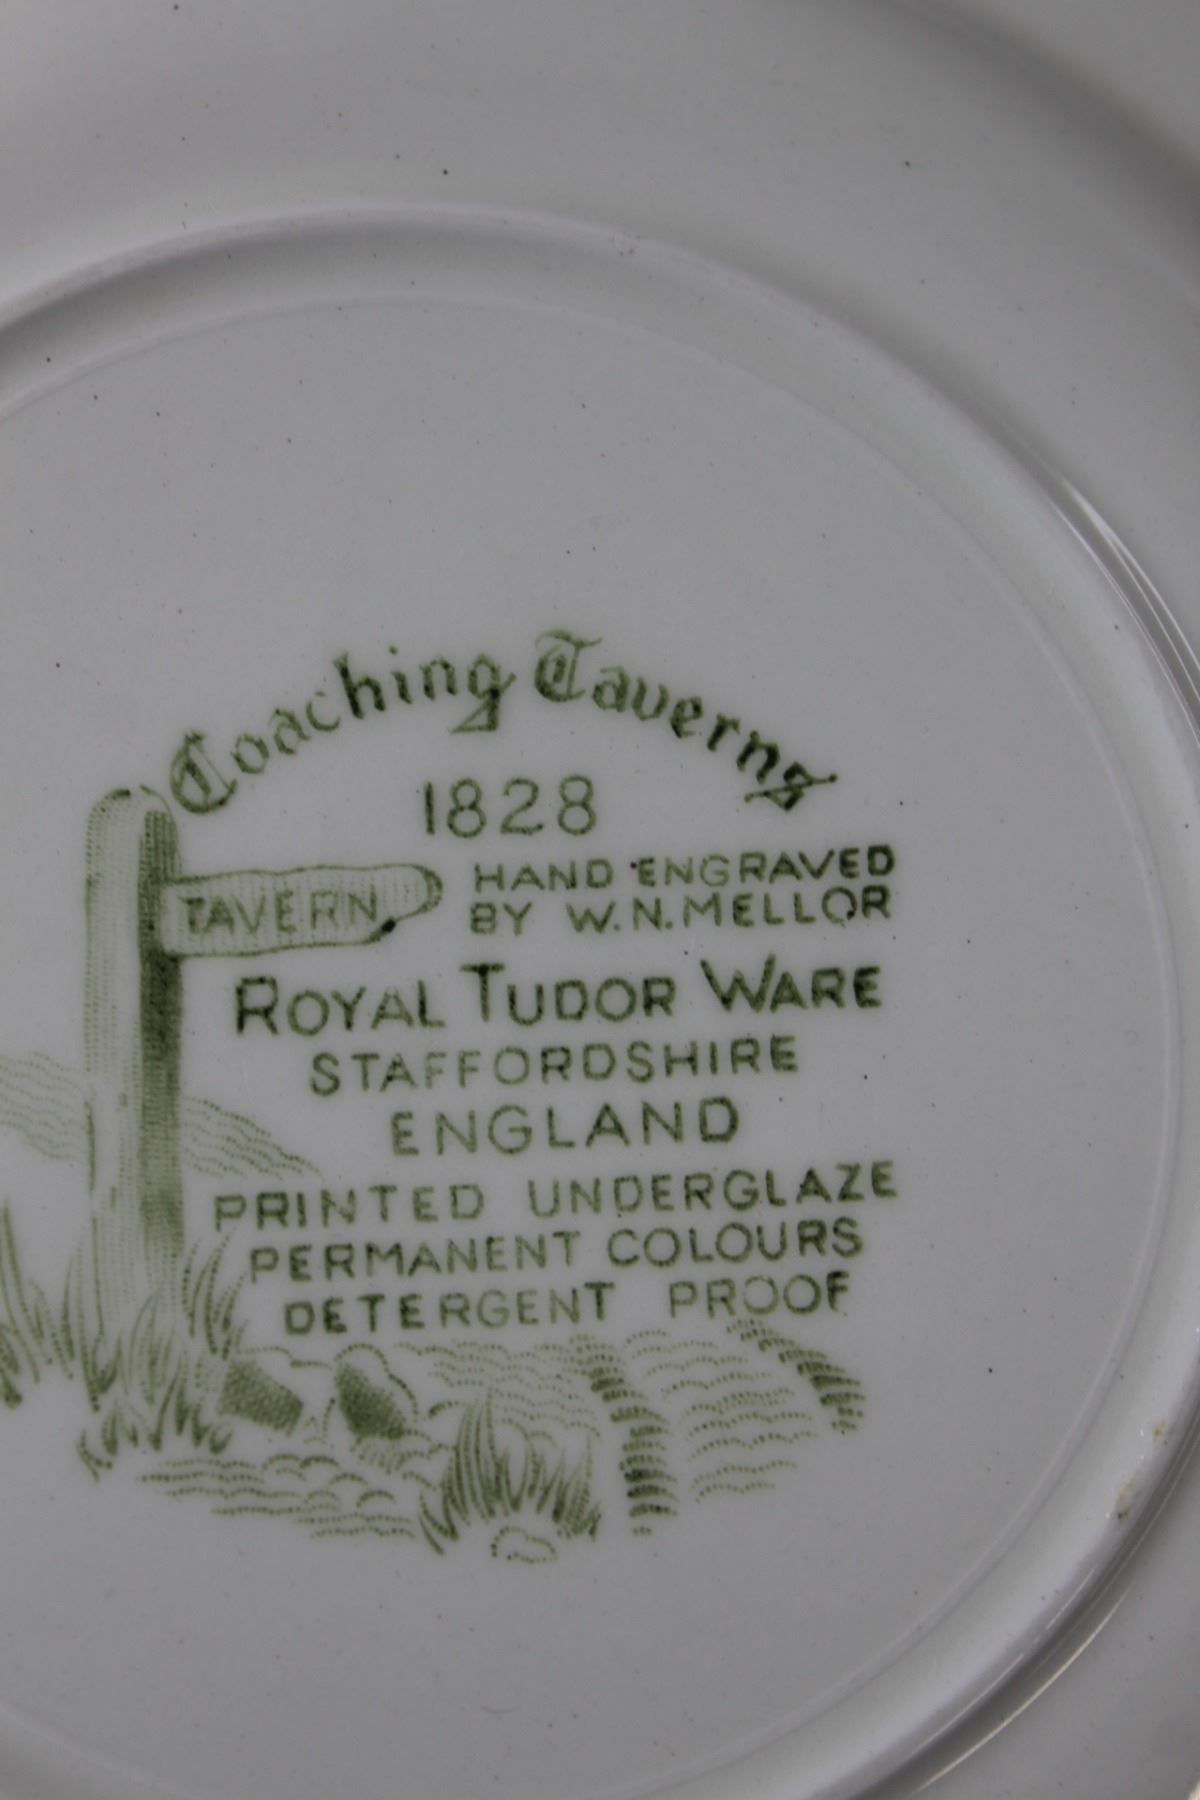 Coaching Taverns
1828
TAVERN
HAND ENGRAVED
BY W.N.MELLOR
ROYAL TUDOR WARE
STAFFORDSHIRE
ENGLAND
PRINTED UNDERGLAZE
PERMANENT COLOURS
DETERGENT PROOF